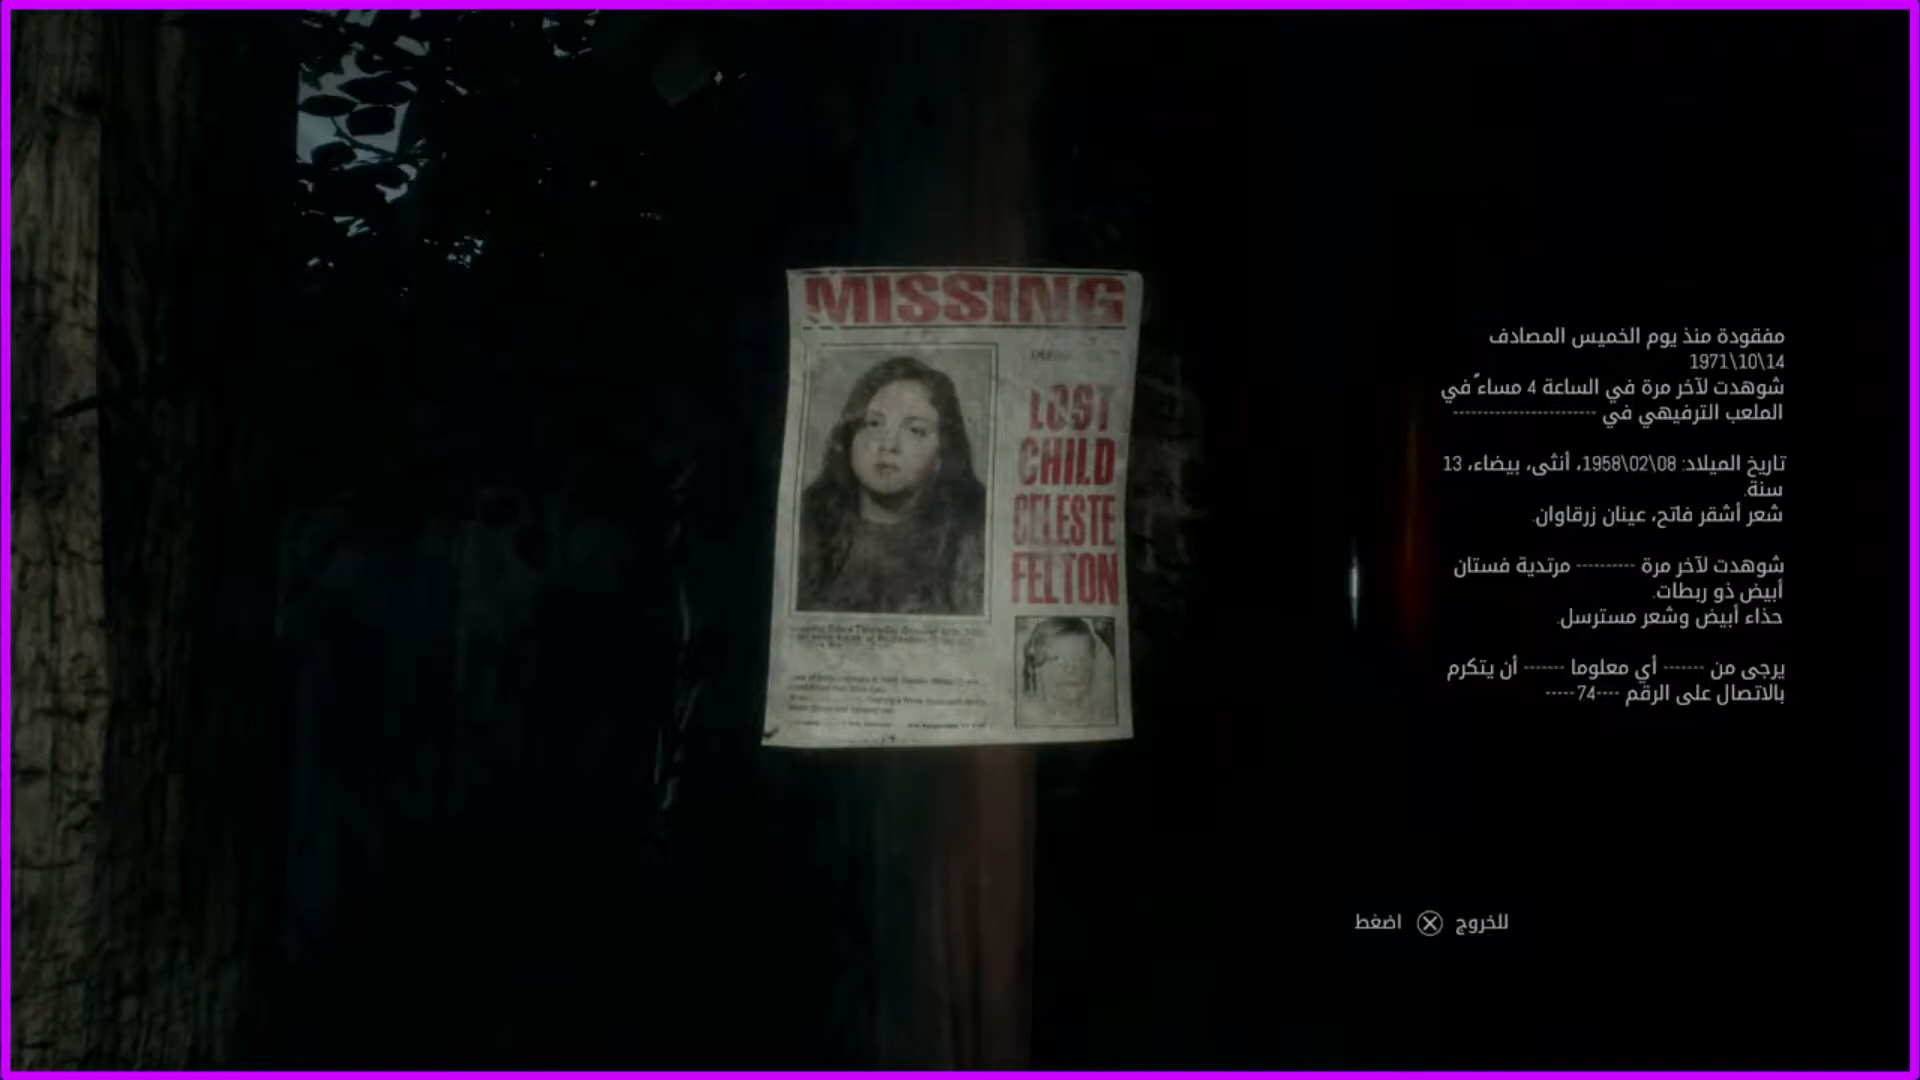 MISSING
LOST
CHILD
CELESTE
FELTON
مفقودة منذ يوم الخميس المصادف
14\10\1971
شوهدت لآخر مرة في الساعة 4 مساءً في
الملعب الترفيهي في ------------------------
تاريخ الميلاد: 08\02\1958، أنثى، بيضاء، 13
سنة.
شعر أشقر فاتح، عينان زرقاوان.
شوهدت لآخر مرة ---------- مرتدية فستان
أبيض ذو ربطات.
حذاء أبيض وشعر مسترسل.
يرجى من ------- أي معلوما ------- أن يتكرم
بالاتصال على الرقم ----74-----
اضغط ⊗ للخروج